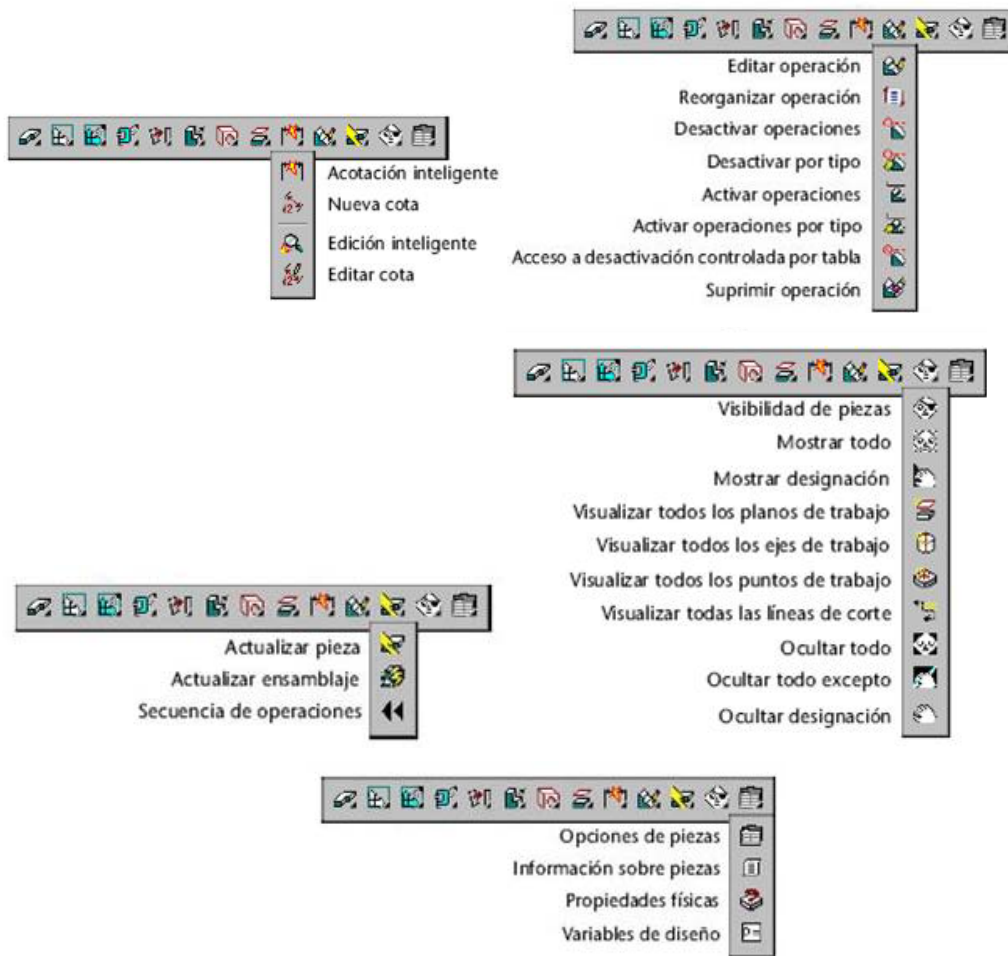 Editar operación
Reorganizar operación
Desactivar operaciones
Desactivar por tipo
Activar operaciones
Activar operaciones por tipo
Acceso a desactivación controlada por tabla
Suprimir operación
Acotación inteligente
Nueva cota
Edición inteligente
Editar cota
Visibilidad de piezas
Mostrar todo
Mostrar designación
Visualizar todos los planos de trabajo
Visualizar todos los ejes de trabajo
Visualizar todos los puntos de trabajo
Visualizar todas las líneas de corte
Ocultar todo
Ocultar todo excepto
Ocultar designación
Actualizar pieza
Actualizar ensamblaje
Secuencia de operaciones
Opciones de piezas
Información sobre piezas
Propiedades físicas
Variables de diseño